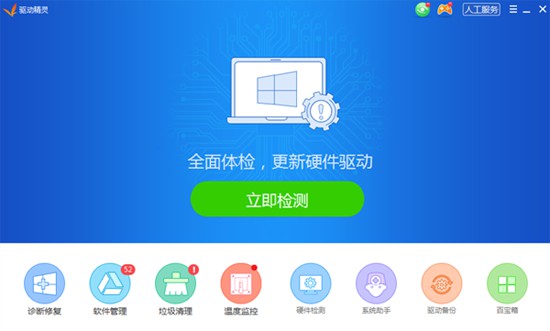 驱动精灵
人工服务
全面体检，更新硬件驱动
立即检测
52
!
诊断修复
软件管理
垃圾清理
温度监控
硬件检测
系统助手
驱动备份
百宝箱